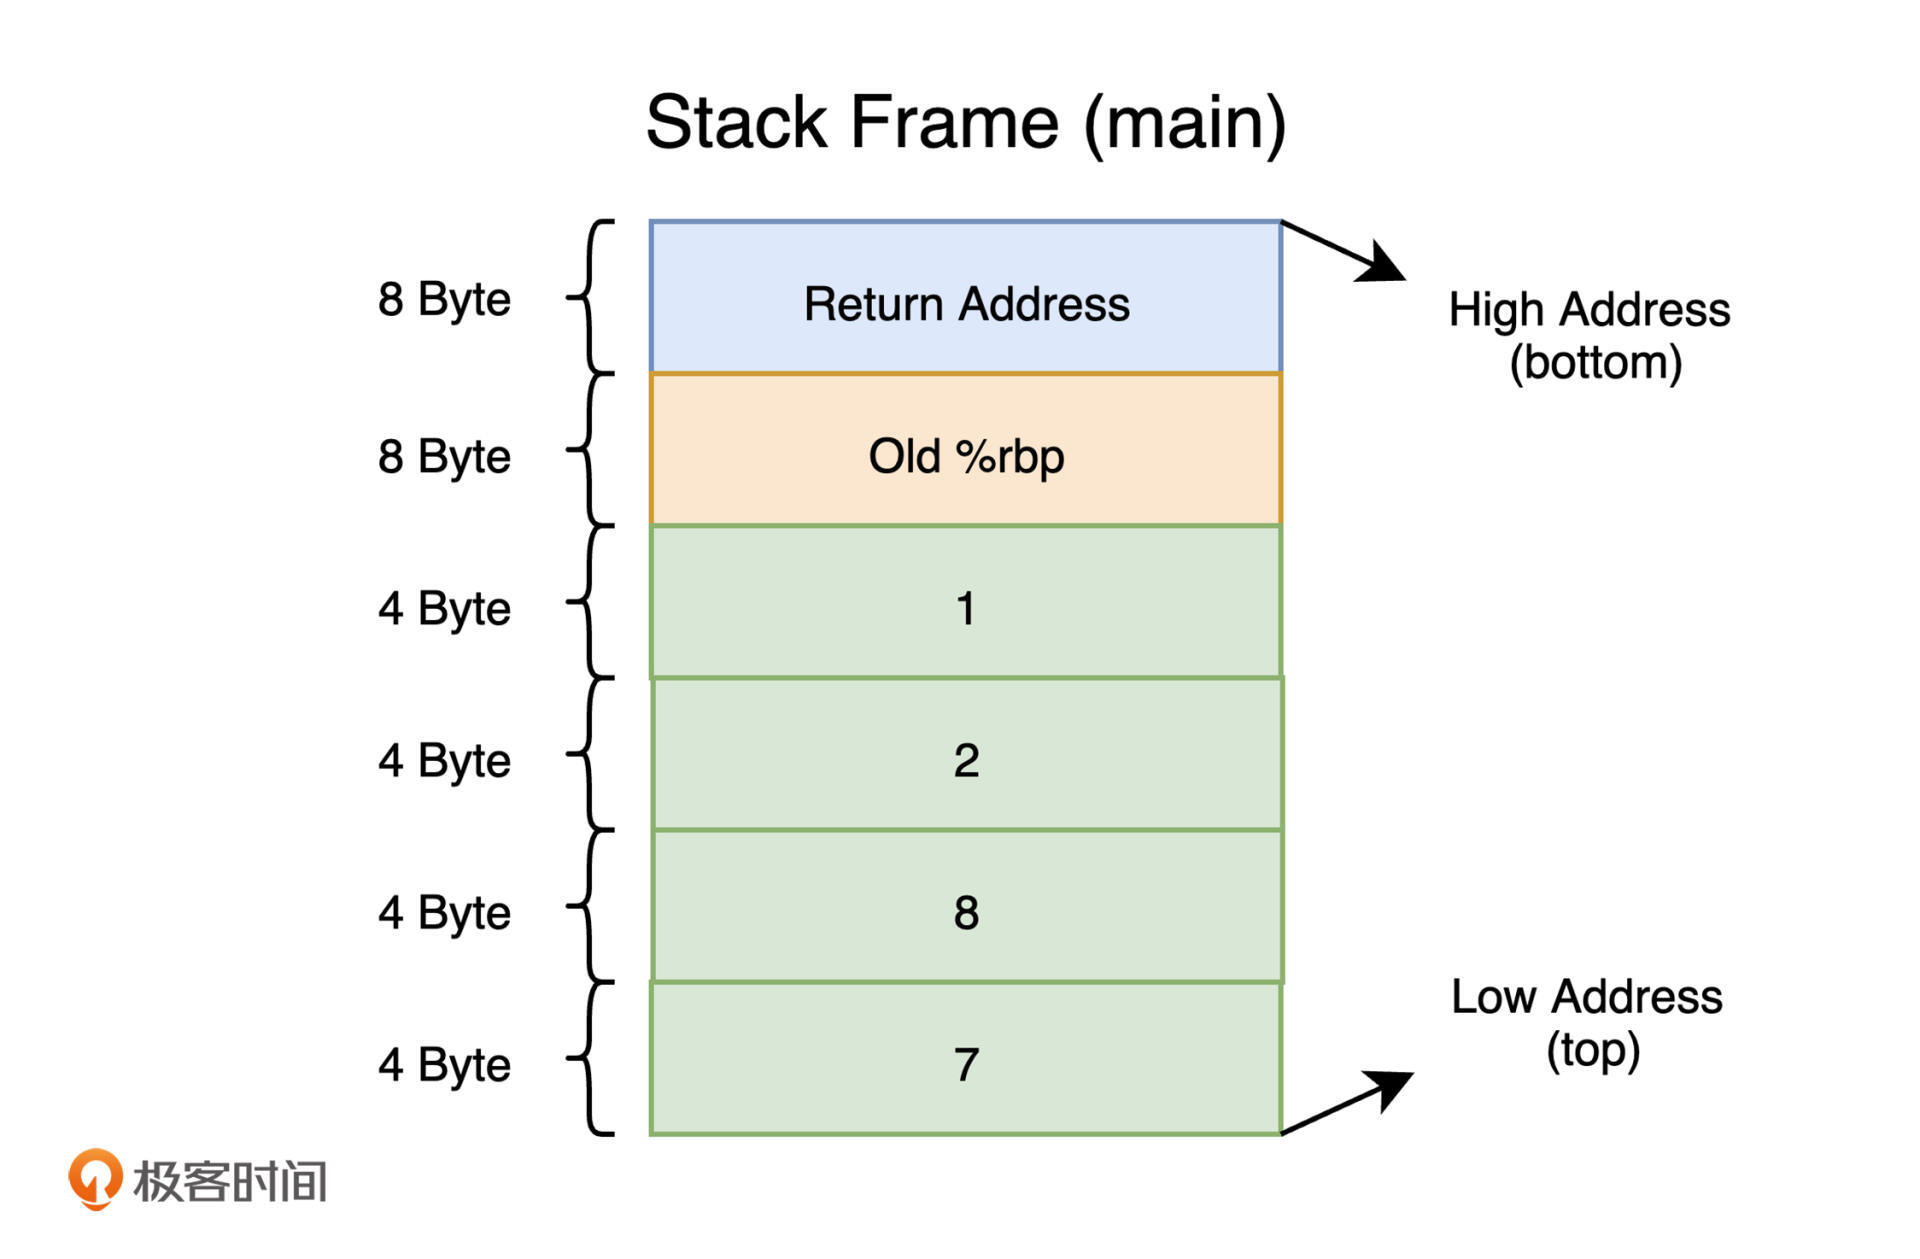 Stack Frame (main)
8 Byte
Return Address
High Address
(bottom)
8 Byte
Old %rbp
4 Byte
1
4 Byte
2
4 Byte
8
Low Address
(top)
4 Byte
7
极客时间